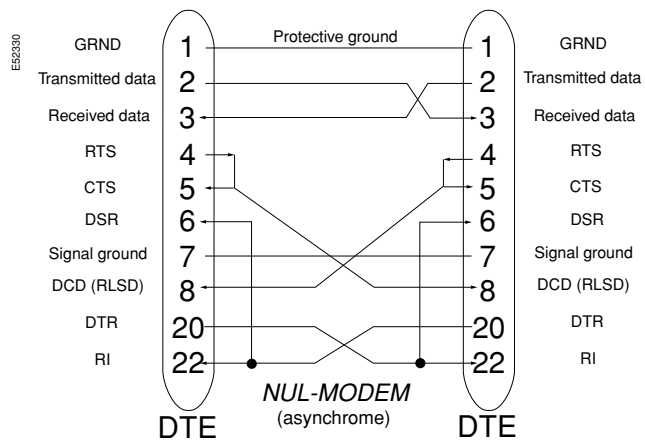 E52330
GRND 1 Protective ground 1 GRND
Transmitted data 2 2 Transmitted data
Received data 3 3 Received data
RTS 4 4 RTS
CTS 5 5 CTS
DSR 6 6 DSR
Signal ground 7 7 Signal ground
DCD (RLSD) 8 8 DCD (RLSD)
DTR 20 20 DTR
RI 22 22 RI
NUL-MODEM
(asynchrome)
DTE DTE